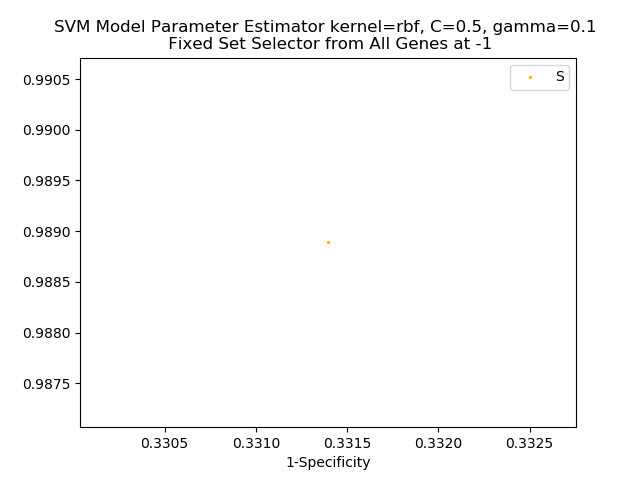 SVM Model Parameter Estimator kernel=rbf, C=0.5, gamma=0.1
Fixed Set Selector from All Genes at -1
S
0.9905
0.9900
0.9895
0.9890
0.9885
0.9880
0.9875
0.3305 0.3310 0.3315 0.3320 0.3325
1-Specificity